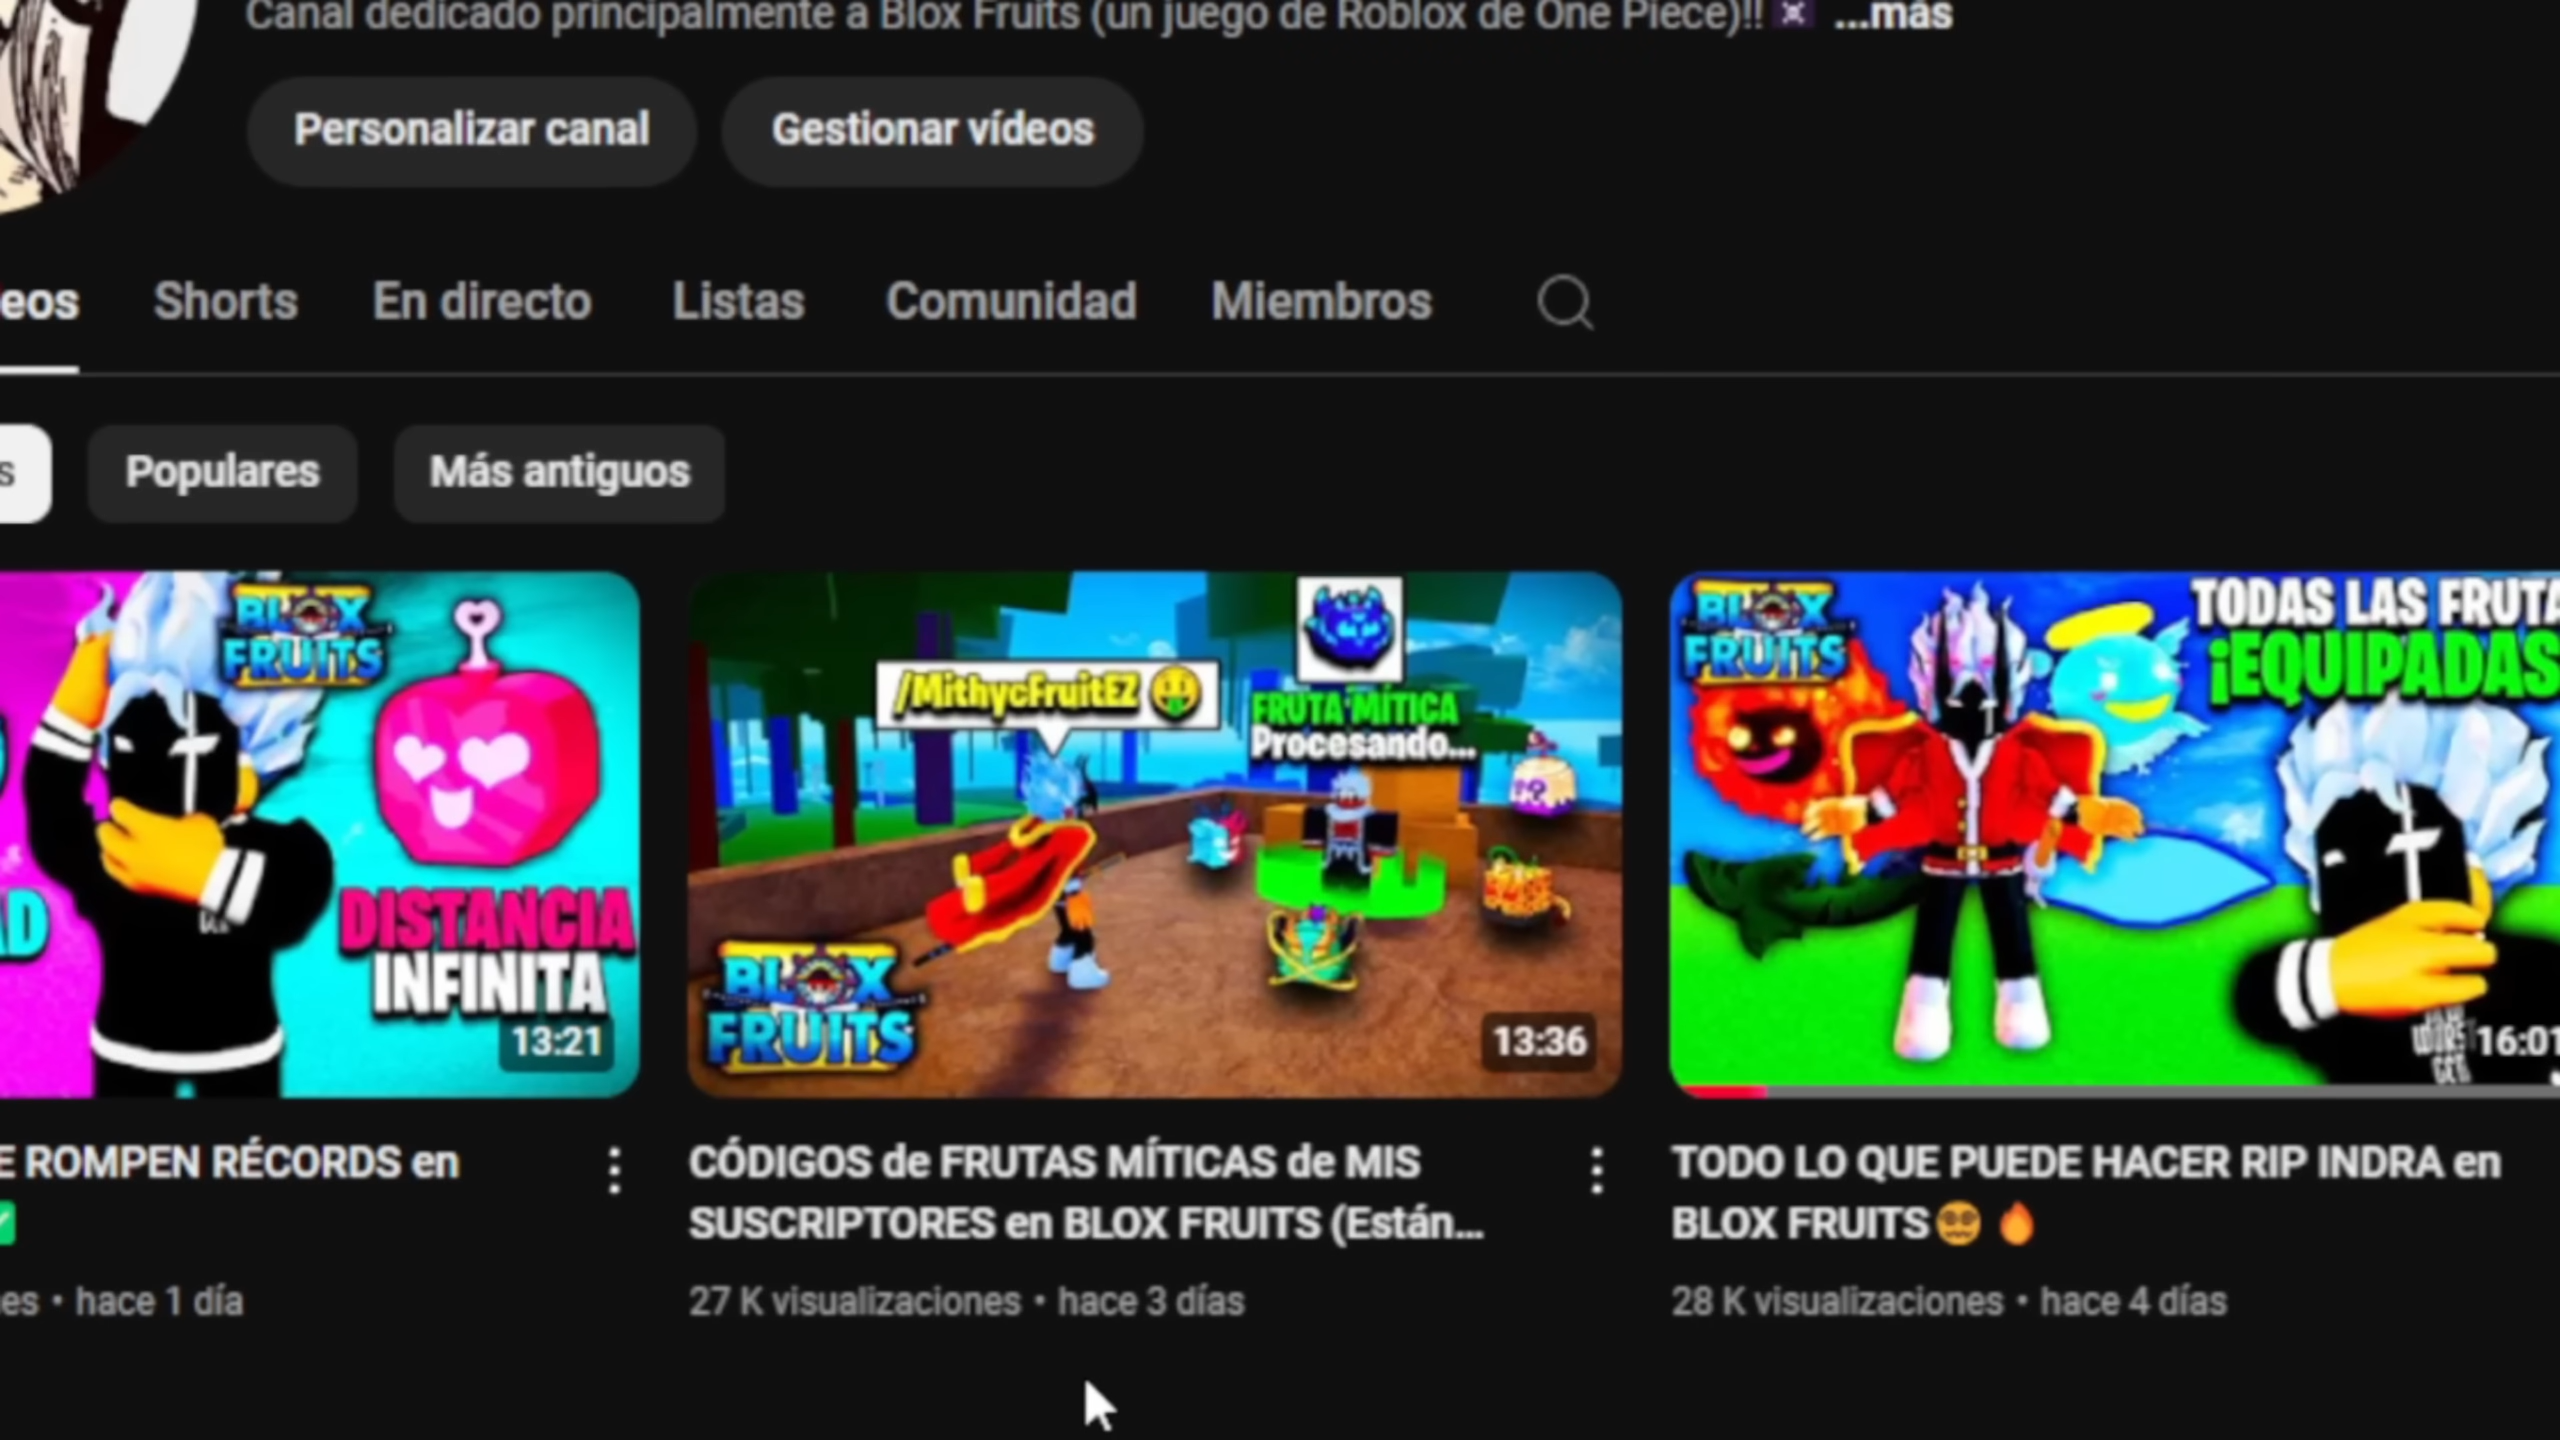 Canal dedicado principalmente a Blox Fruits (un juego de Roblox de One Piece)!! ...más
Personalizar canal Gestionar vídeos
eos Shorts En directo Listas Comunidad Miembros
s Populares Más antiguos
BLOX
FRUITS
AD
DISTANCIA
INFINITA
13:21
/MithycFruitEZ
FRUTA MÍTICA
Procesando...
BLOX
FRUITS
13:36
BLOX
FRUITS
TODAS LAS FRUTA
¡EQUIPADAS
16:01
E ROMPEN RÉCORDS en
es • hace 1 día
CÓDIGOS de FRUTAS MÍTICAS de MIS
SUSCRIPTORES en BLOX FRUITS (Están...
27 K visualizaciones • hace 3 días
TODO LO QUE PUEDE HACER RIP INDRA en
BLOX FRUITS
28 K visualizaciones • hace 4 días